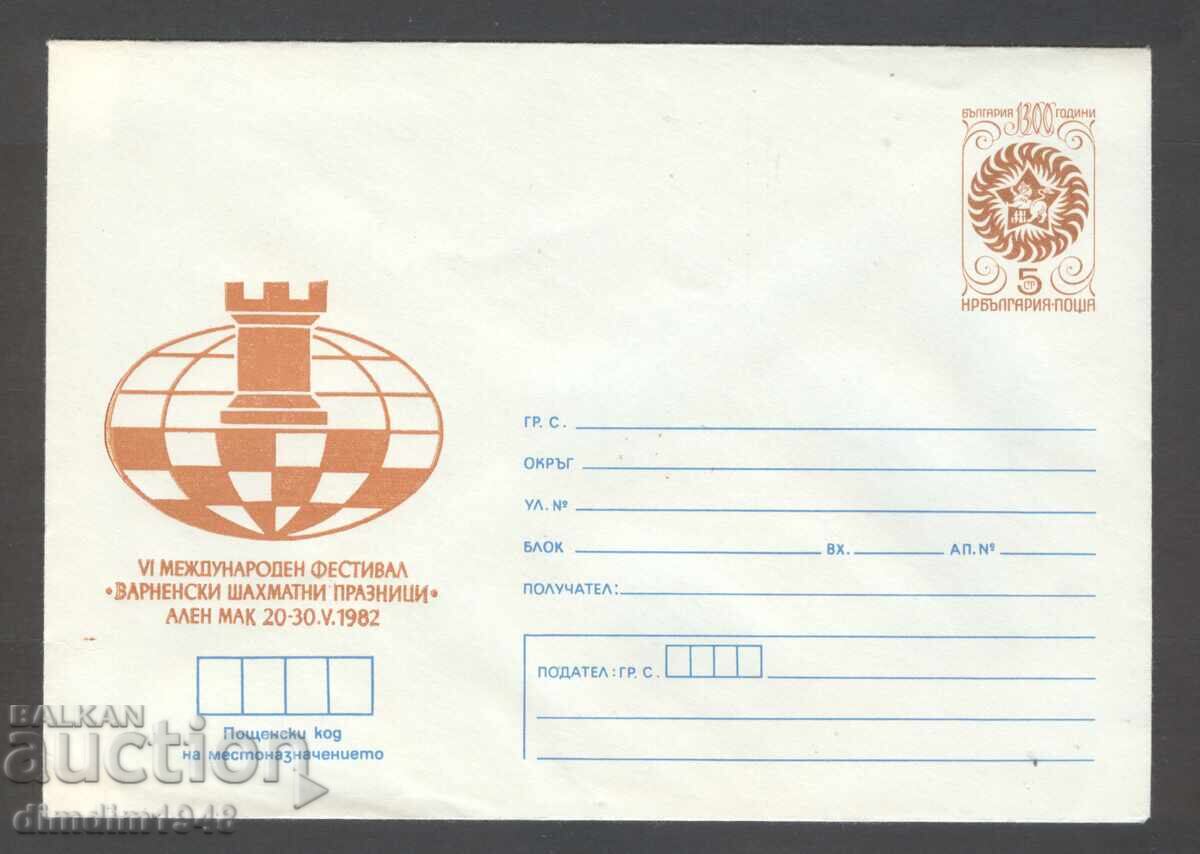 БЪЛГАРИЯ 1300 ГОДИНИ
5
СТ
НРБЪЛГАРИЯ·ПОЩА
VI МЕЖДУНАРОДЕН ФЕСТИВАЛ
•ВАРНЕНСКИ ШАХМАТНИ ПРАЗНИЦИ•
АЛЕН МАК 20-30.V.1982
Пощенски код
на местоназначението
ГР. С.
ОКРЪГ
УЛ. №
БЛОК ВХ. АП. №
ПОЛУЧАТЕЛ:
ПОДАТЕЛ: ГР. С.
BALKAN
auction
dimdim1948